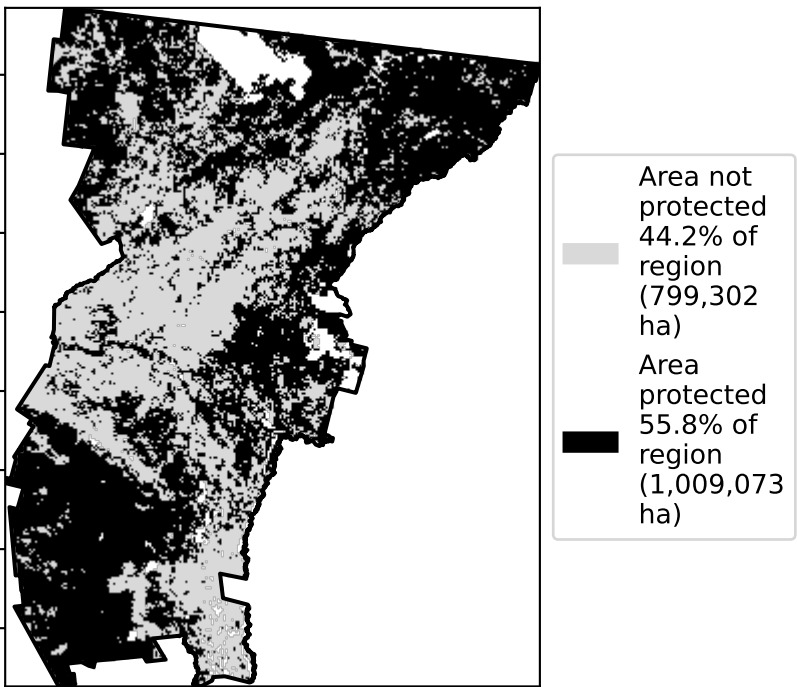 Area not
protected
44.2% of
region
(799,302
ha)
Area
protected
55.8% of
region
(1,009,073
ha)